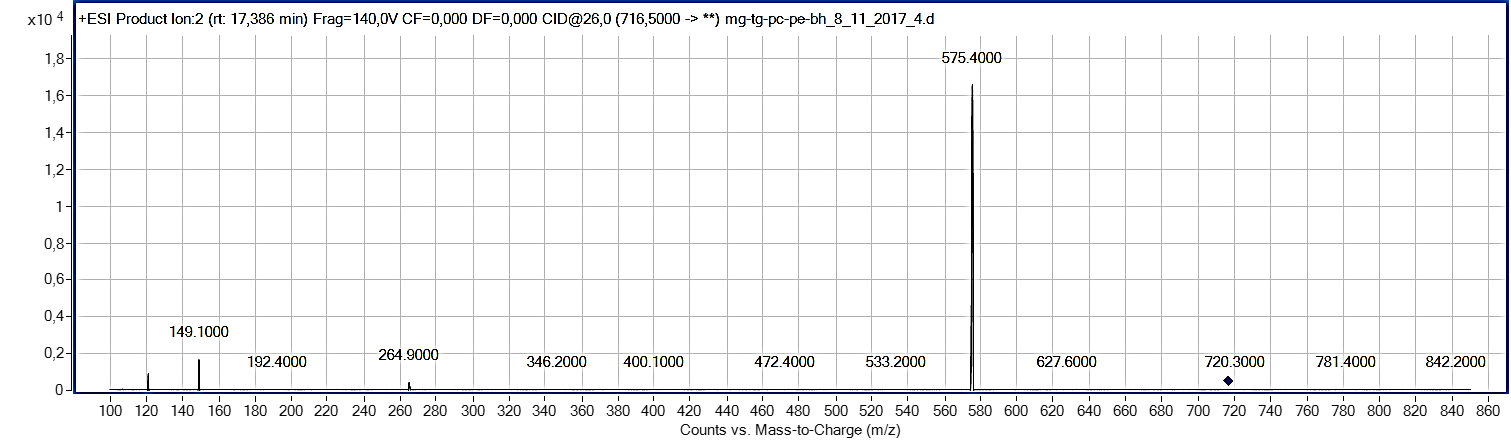 x10 4
+ESI Product Ion:2 (rt: 17,386 min) Frag=140,0V CF=0,000 DF=0,000 CID@26,0 (716,5000 -> **) mg-tg-pc-pe-bh_8_11_2017_4.d
1,8
575.4000
1,6
1,4
1,2
1
0,8
0,6
0,4
149.1000
0,2
192.4000 264.9000 346.2000 400.1000 472.4000 533.2000 627.6000 720.3000 781.4000 842.2000
0
100 120 140 160 180 200 220 240 260 280 300 320 340 360 380 400 420 440 460 480 500 520 540 560 580 600 620 640 660 680 700 720 740 760 780 800 820 840 860
Counts vs. Mass-to-Charge (m/z)